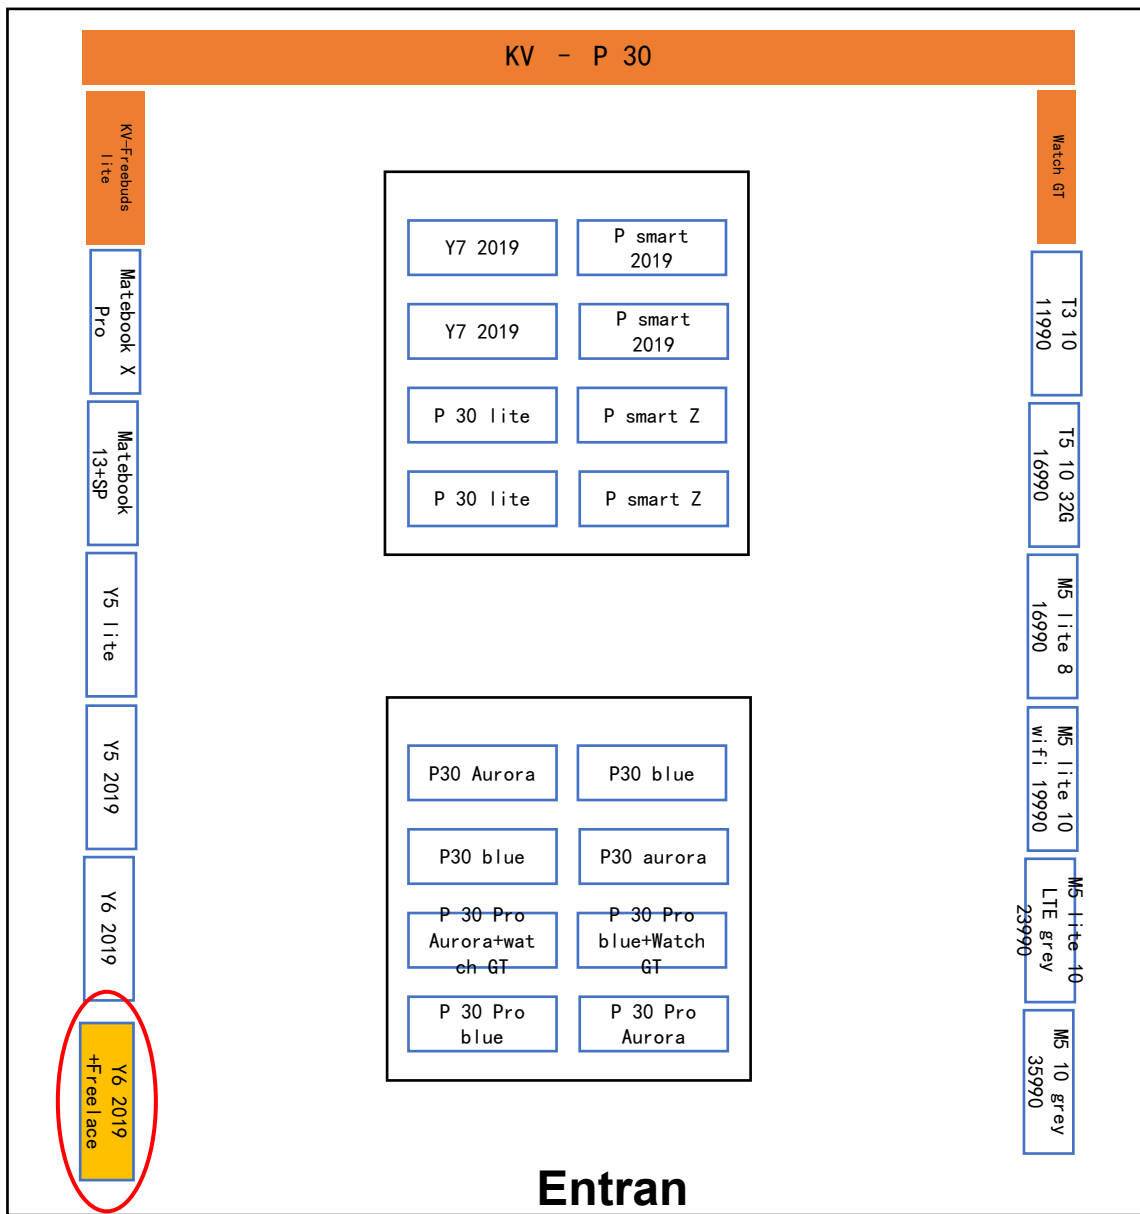 KV - P 30
KV-Freebuds
lite
Watch GT
Matebook X
Pro
Matebook
13+SP
Y5 lite
Y5 2019
Y6 2019
Y6 2019
+Freelace
Y7 2019
P smart
2019
Y7 2019
P smart
2019
P 30 lite
P smart Z
P 30 lite
P smart Z
P30 Aurora
P30 blue
P30 blue
P30 aurora
P 30 Pro
Aurora+wat
ch GT
P 30 Pro
blue+Watch
GT
P 30 Pro
blue
P 30 Pro
Aurora
T3 10
11990
T5 10 32G
16990
M5 lite 8
16990
M5 lite 10
wifi 19990
M5 lite 10
LTE grey
23990
M5 10 grey
35990
Entran